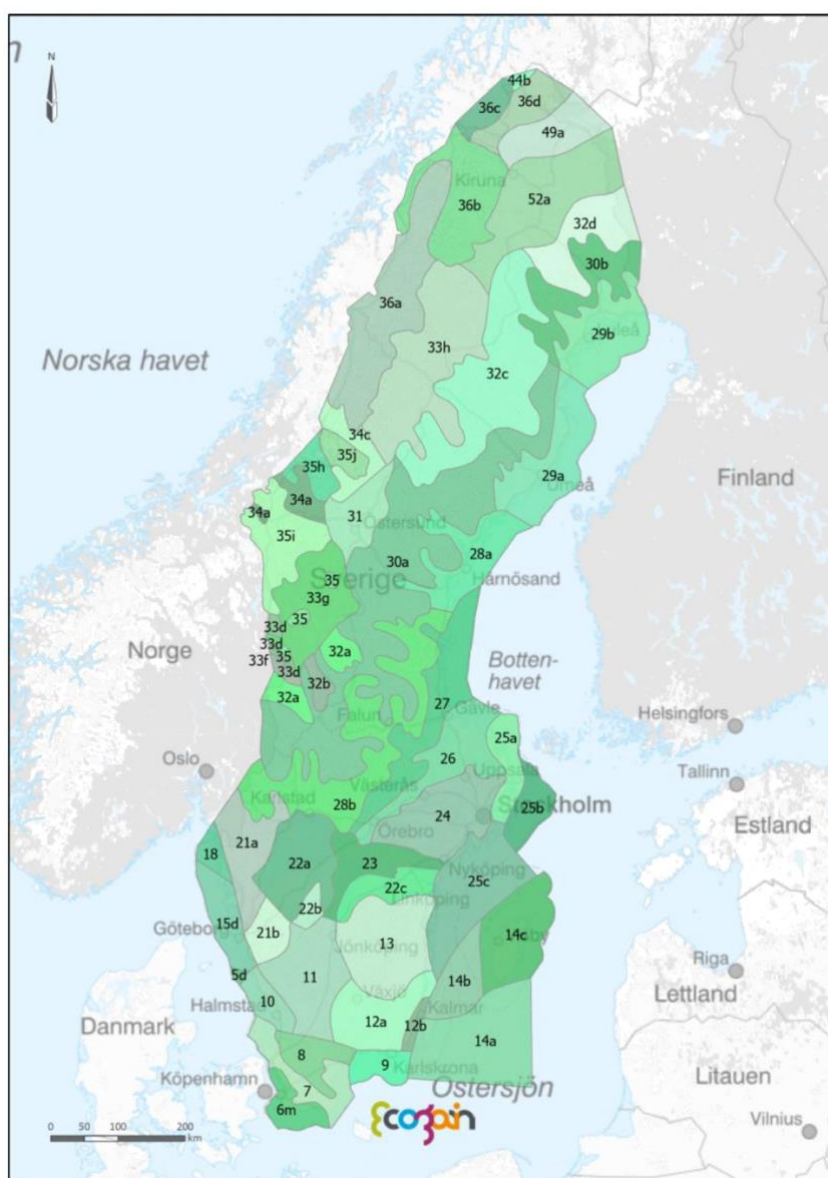 n
N
44b
36c
36d
49a
Kiruna
36b
52a
32d
30b
36a
29b
Norska havet
33h
32c
34c
35j
35h
Finland
29a
Umeå
34a
34a
31
Östersund
35i
30a
28a
Härnösand
35
Sverige
33g
35
33d
Norge
33d
32a
33f
35
Botten-
havet
33d
32b
32a
27
Gävle
Falun
Helsingfors
25a
Oslo
26
Uppsala
Tallinn
Västerås
Karlstad
28b
25b
Stockholm
24
Estland
Örebro
21a
18
22a
23
Nyköping
25c
22c
Linköping
22b
15d
Göteborg
21b
14c
Visby
13
Jönköping
Riga
5d
11
14b
Lettland
Växjö
10
Halmstad
Kalmar
12a
12b
Danmark
14a
8
9
Karlskrona
Köpenhamn
7
Östersjön
Litauen
6m
ecogain
Vilnius
0 50 100 200
km